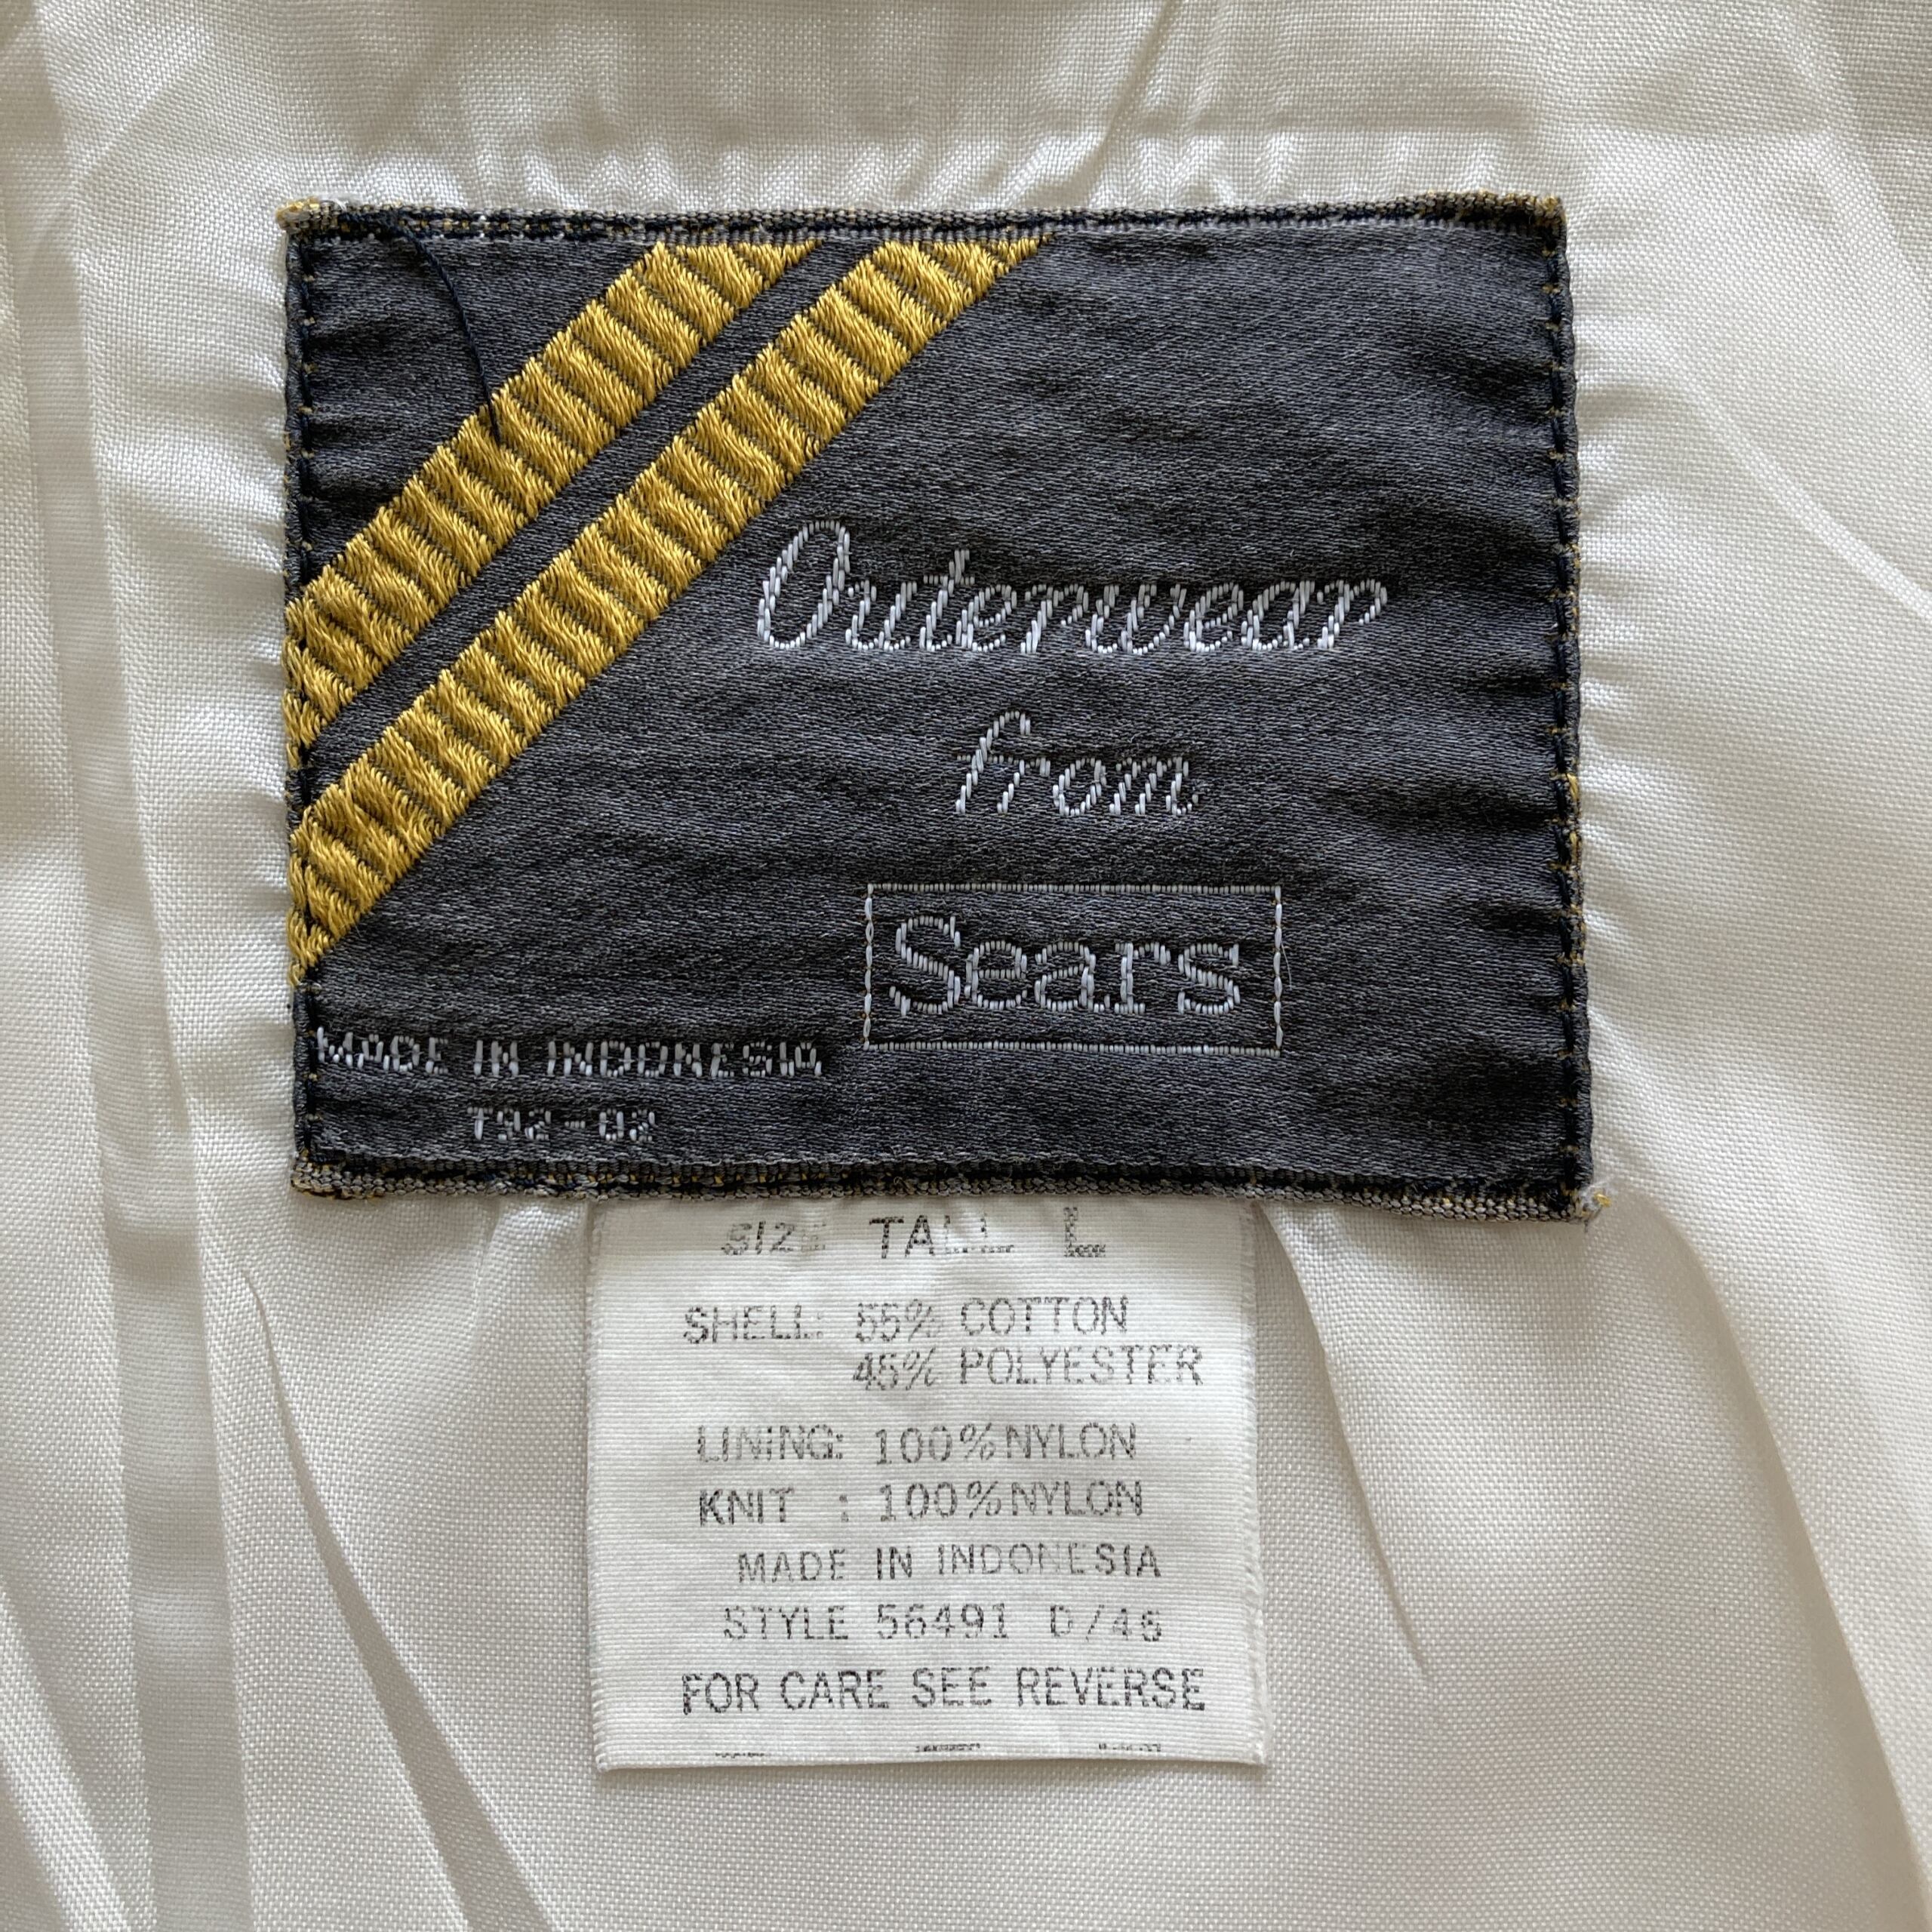 Outerwear
from
Sears
MADE IN INDONESIA
T92-02
SIZE TALL L
SHELL: 55% COTTON
45% POLYESTER
LINING: 100% NYLON
KNIT : 100% NYLON
MADE IN INDONESIA
STYLE 56491 D/46
FOR CARE SEE REVERSE